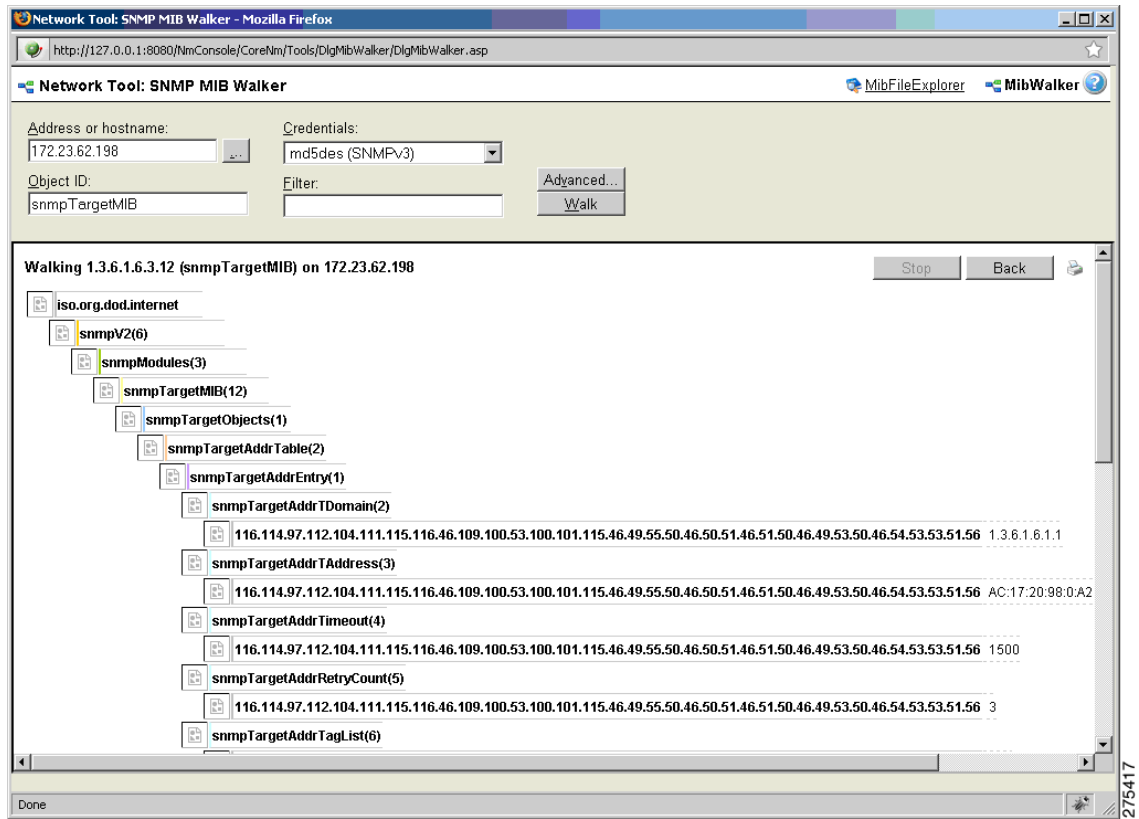 Network Tool: SNMP MIB Walker - Mozilla Firefox
http://127.0.0.1:8080/NmConsole/CoreNm/Tools/DlgMibWalker/DlgMibWalker.asp
Network Tool: SNMP MIB Walker MibFileExplorer MibWalker ?
Address or hostname: Credentials:
172.23.62.198 ... md5des (SNMPv3)
Object ID: Filter: Advanced...
snmpTargetMIB Walk
Walking 1.3.6.1.6.3.12 (snmpTargetMIB) on 172.23.62.198 Stop Back
iso.org.dod.internet
snmpV2(6)
snmpModules(3)
snmpTargetMIB(12)
snmpTargetObjects(1)
snmpTargetAddrTable(2)
snmpTargetAddrEntry(1)
snmpTargetAddrTDomain(2)
116.114.97.112.104.111.115.116.46.109.100.53.100.101.115.46.49.55.50.46.50.51.46.51.50.46.49.53.50.46.54.53.53.51.56 1.3.6.1.6.1.1
snmpTargetAddrTAddress(3)
116.114.97.112.104.111.115.116.46.109.100.53.100.101.115.46.49.55.50.46.50.51.46.51.50.46.49.53.50.46.54.53.53.51.56 AC:17:20:98:0:A2
snmpTargetAddrTimeout(4)
116.114.97.112.104.111.115.116.46.109.100.53.100.101.115.46.49.55.50.46.50.51.46.51.50.46.49.53.50.46.54.53.53.51.56 1500
snmpTargetAddrRetryCount(5)
116.114.97.112.104.111.115.116.46.109.100.53.100.101.115.46.49.55.50.46.50.51.46.51.50.46.49.53.50.46.54.53.53.51.56 3
snmpTargetAddrTagList(6)
Done
275417